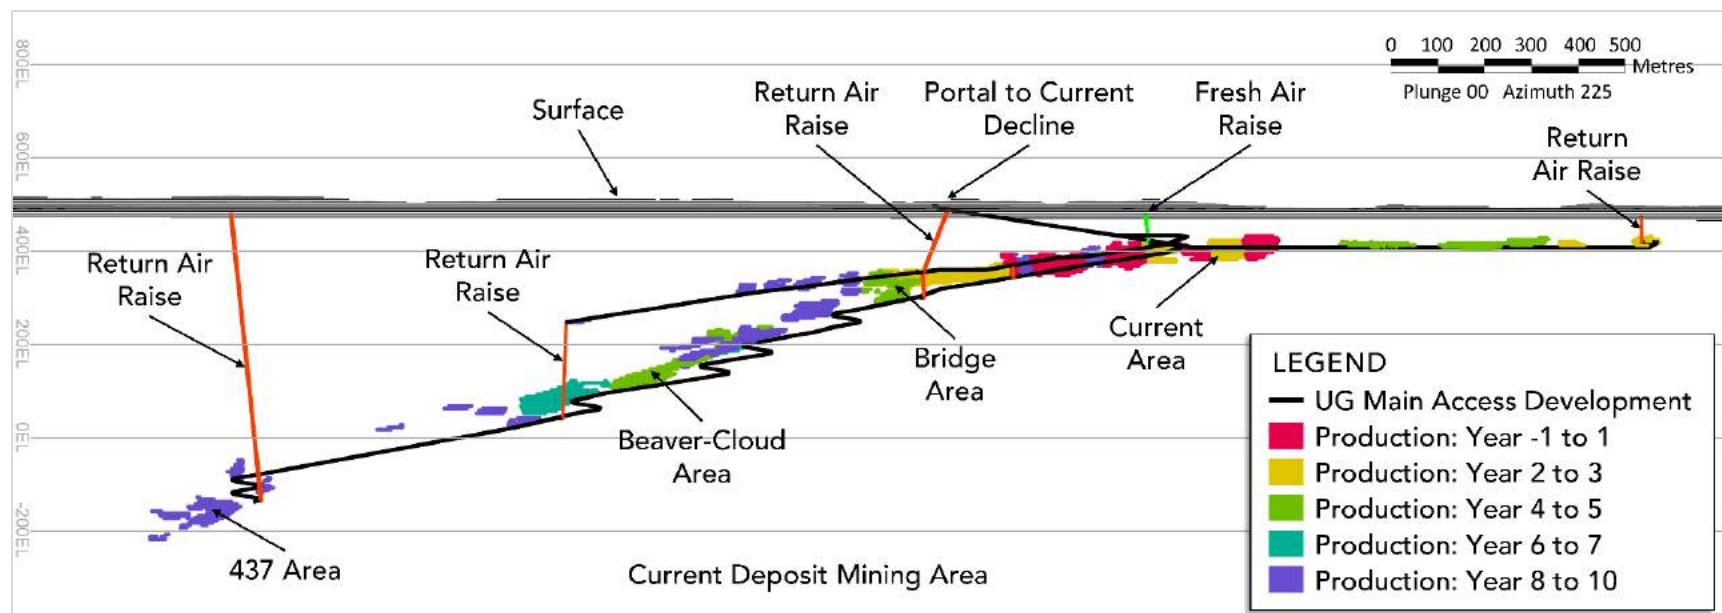 0 100 200 300 400 500
Metres
Plunge 00 Azimuth 225
800EL
600EL
400EL
200EL
0EL
-200EL
Surface
Return Air
Raise
Portal to Current
Decline
Fresh Air
Raise
Return
Air Raise
Return Air
Raise
Return Air
Raise
Current
Area
Bridge
Area
Beaver-Cloud
Area
437 Area
Current Deposit Mining Area
LEGEND
UG Main Access Development
Production: Year -1 to 1
Production: Year 2 to 3
Production: Year 4 to 5
Production: Year 6 to 7
Production: Year 8 to 10